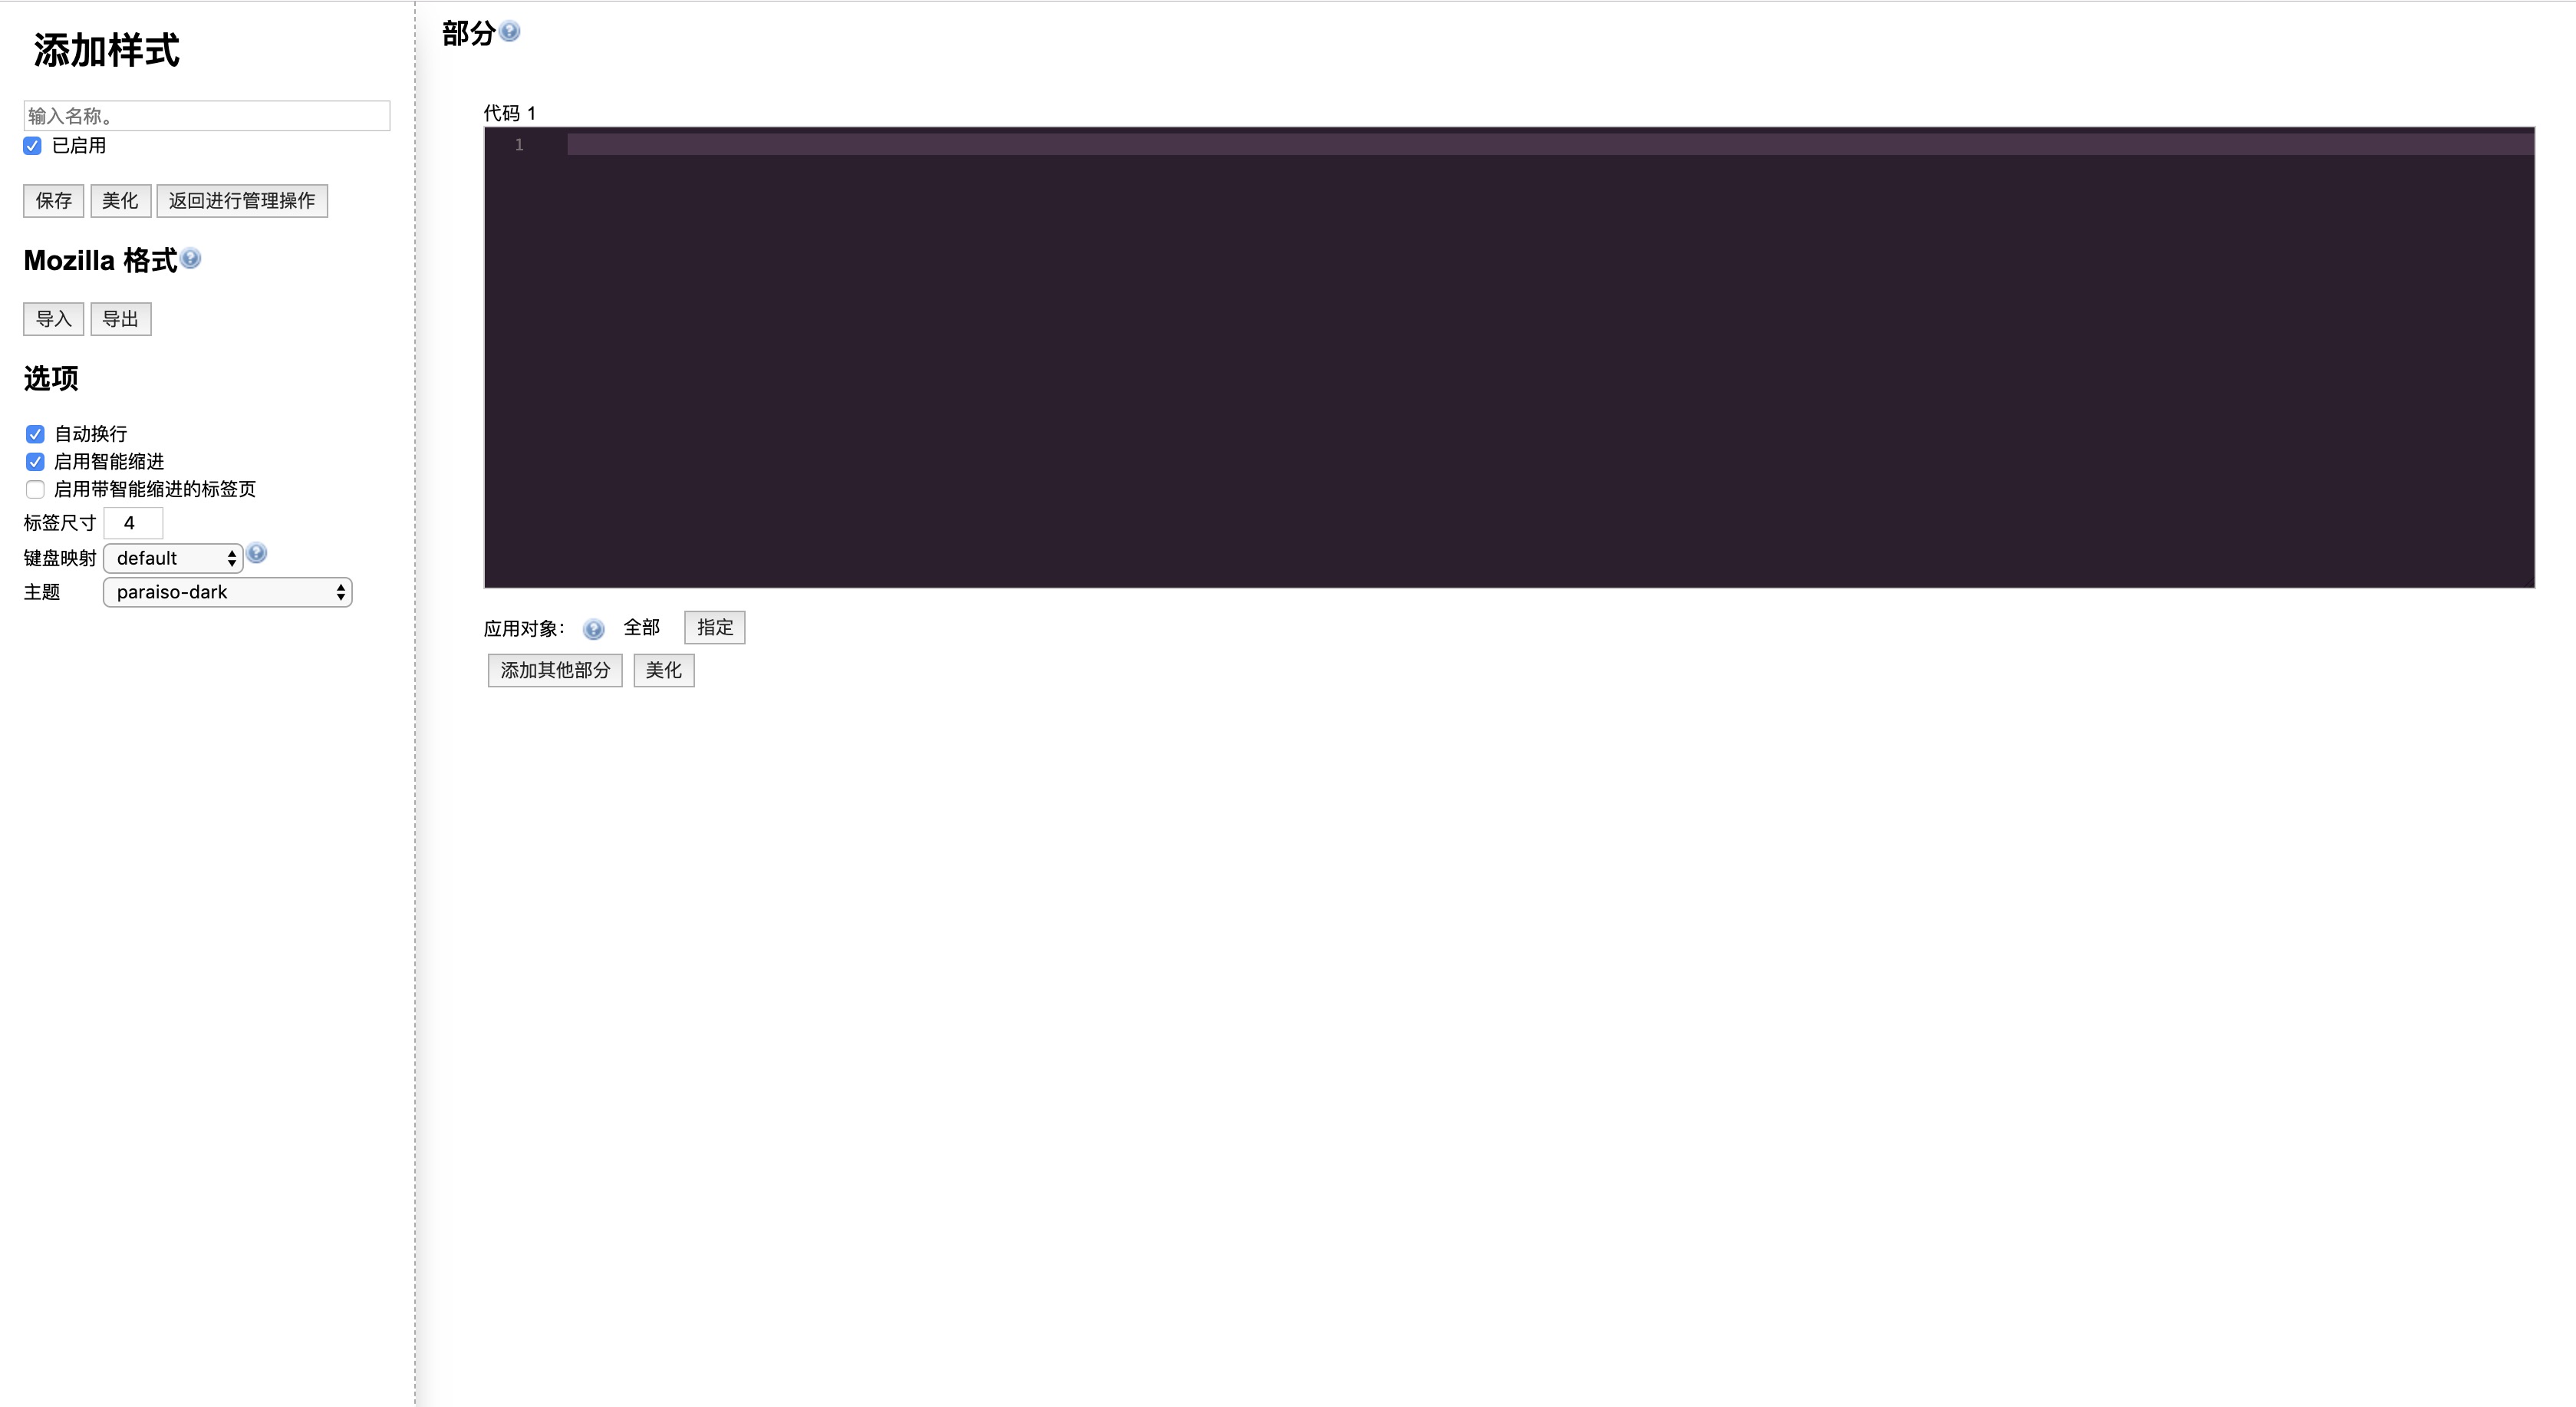 添加样式
输入名称。
已启用
保存 美化 返回进行管理操作
Mozilla 格式
导入 导出
选项
自动换行
启用智能缩进
启用带智能缩进的标签页
标签尺寸 4
键盘映射 default
主题 paraiso-dark
部分
代码 1
1
应用对象： 全部 指定
添加其他部分 美化